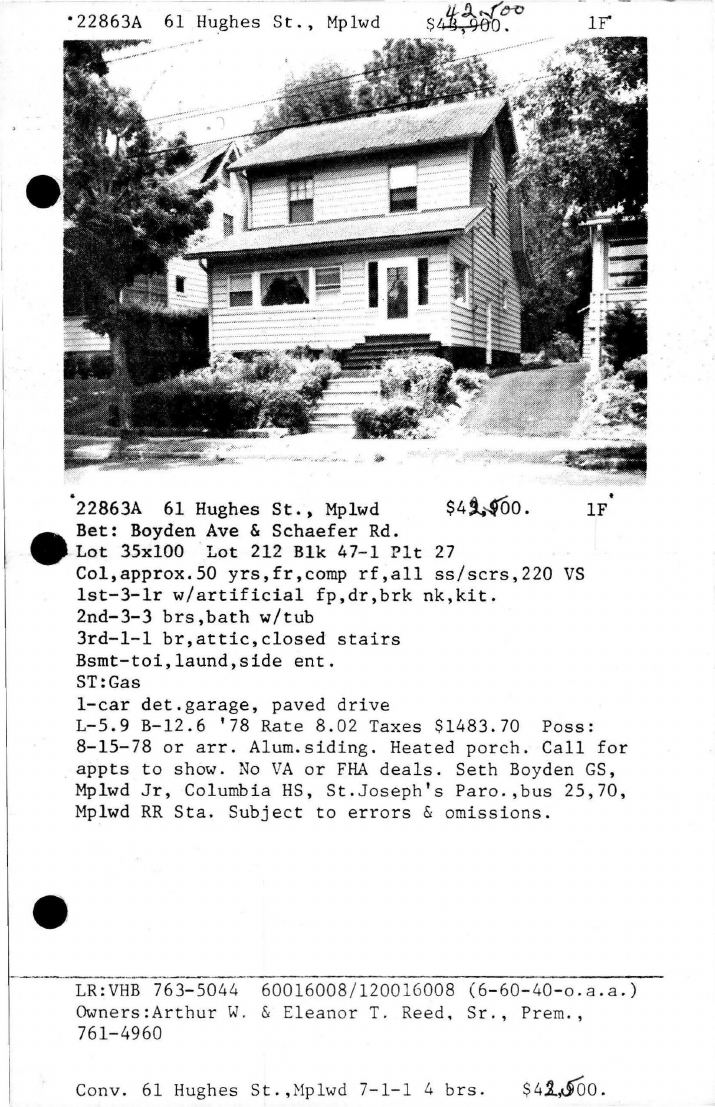 42,500
22863A 61 Hughes St., Mplwd $43,900. 1F
22863A 61 Hughes St., Mplwd $42,500. 1F
Bet: Boyden Ave & Schaefer Rd.
Lot 35x100 Lot 212 Blk 47-1 Plt 27
Col,approx.50 yrs,fr,comp rf,all ss/scrs,220 VS
1st-3-lr w/artificial fp,dr,brk nk,kit.
2nd-3-3 brs,bath w/tub
3rd-1-1 br,attic,closed stairs
Bsmt-toi,laund,side ent.
ST:Gas
1-car det.garage, paved drive
L-5.9 B-12.6 '78 Rate 8.02 Taxes $1483.70 Poss:
8-15-78 or arr. Alum.siding. Heated porch. Call for
appts to show. No VA or FHA deals. Seth Boyden GS,
Mplwd Jr, Columbia HS, St.Joseph's Paro.,bus 25,70,
Mplwd RR Sta. Subject to errors & omissions.
LR:VHB 763-5044 60016008/120016008 (6-60-40-o.a.a.)
Owners:Arthur W. & Eleanor T. Reed, Sr., Prem.,
761-4960
Conv. 61 Hughes St.,Mplwd 7-1-1 4 brs. $42,500.